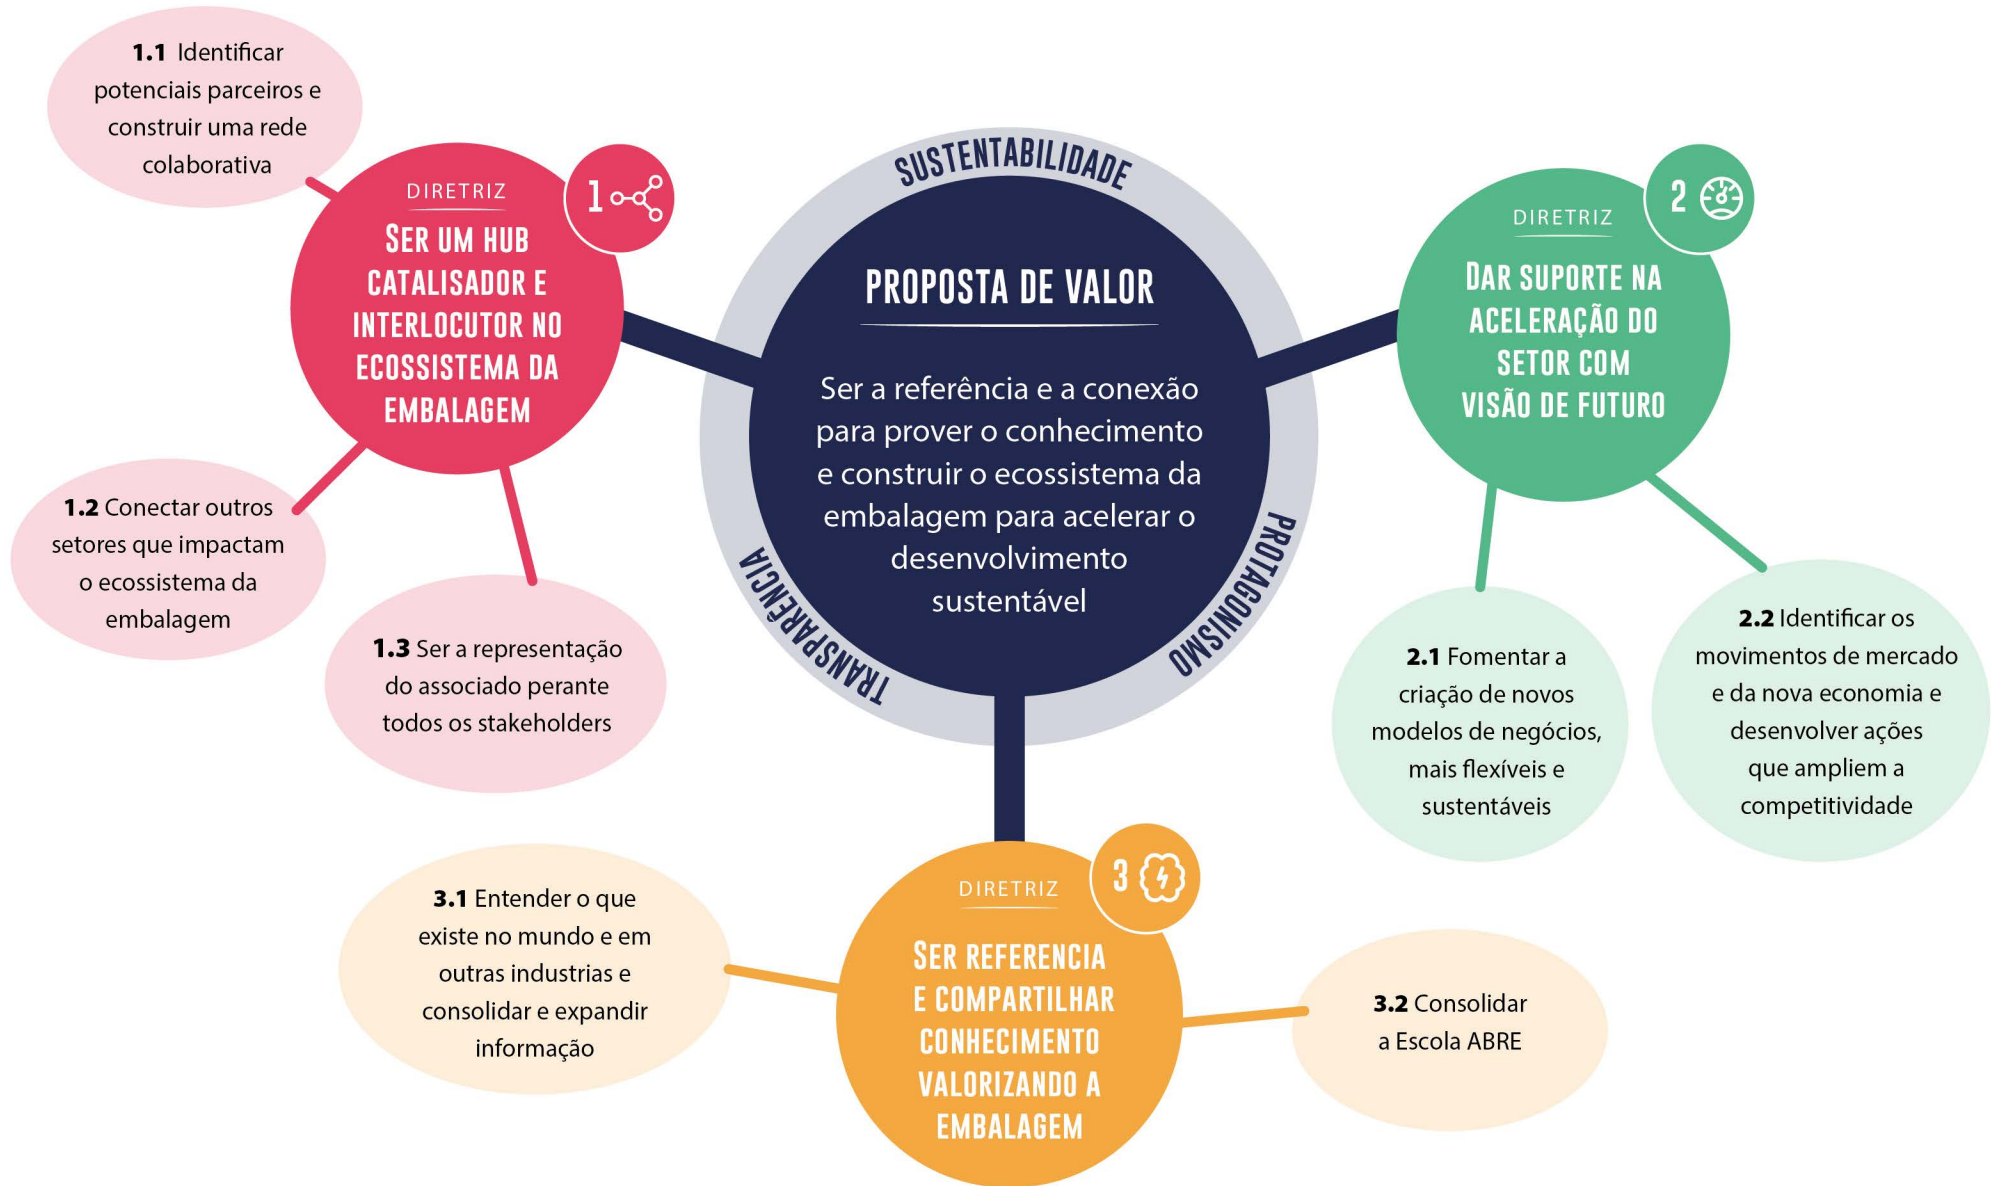 1.1 Identificar
potenciais parceiros e
construir uma rede
colaborativa
DIRETRIZ
1
SER UM HUB
CATALISADOR E
INTERLOCUTOR NO
ECOSSISTEMA DA
EMBALAGEM
1.2 Conectar outros
setores que impactam
o ecossistema da
embalagem
1.3 Ser a representação
do associado perante
todos os stakeholders
SUSTENTABILIDADE
TRANSPARÊNCIA
PROTAGONISMO
PROPOSTA DE VALOR
Ser a referência e a conexão
para prover o conhecimento
e construir o ecossistema da
embalagem para acelerar o
desenvolvimento
sustentável
DIRETRIZ
2
DAR SUPORTE NA
ACELERAÇÃO DO
SETOR COM
VISÃO DE FUTURO
2.1 Fomentar a
criação de novos
modelos de negócios,
mais flexíveis e
sustentáveis
2.2 Identificar os
movimentos de mercado
e da nova economia e
desenvolver ações
que ampliem a
competitividade
DIRETRIZ
3
SER REFERENCIA
E COMPARTILHAR
CONHECIMENTO
VALORIZANDO A
EMBALAGEM
3.1 Entender o que
existe no mundo e em
outras industrias e
consolidar e expandir
informação
3.2 Consolidar
a Escola ABRE